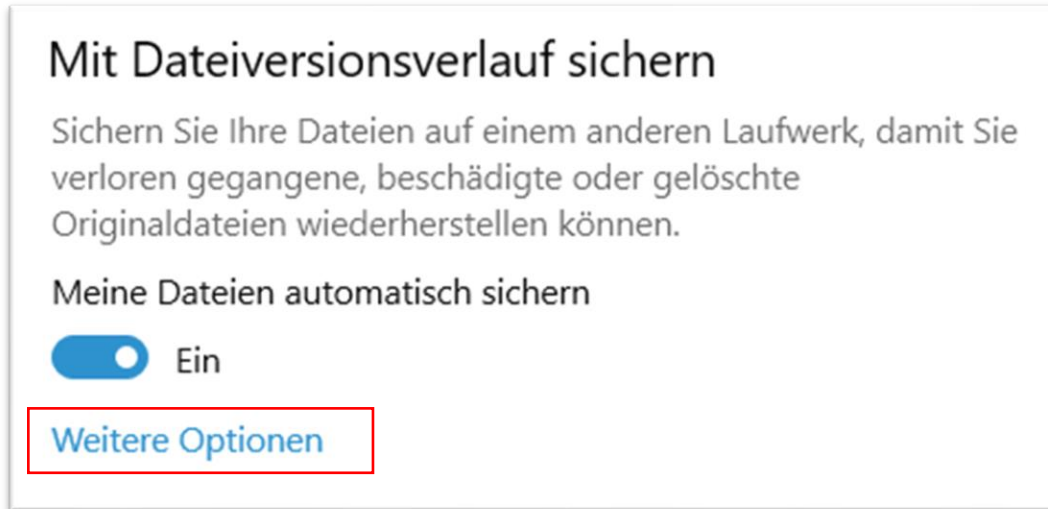 Mit Dateiversionsverlauf sichern
Sichern Sie Ihre Dateien auf einem anderen Laufwerk, damit Sie
verloren gegangene, beschädigte oder gelöschte
Originaldateien wiederherstellen können.
Meine Dateien automatisch sichern
Ein
Weitere Optionen